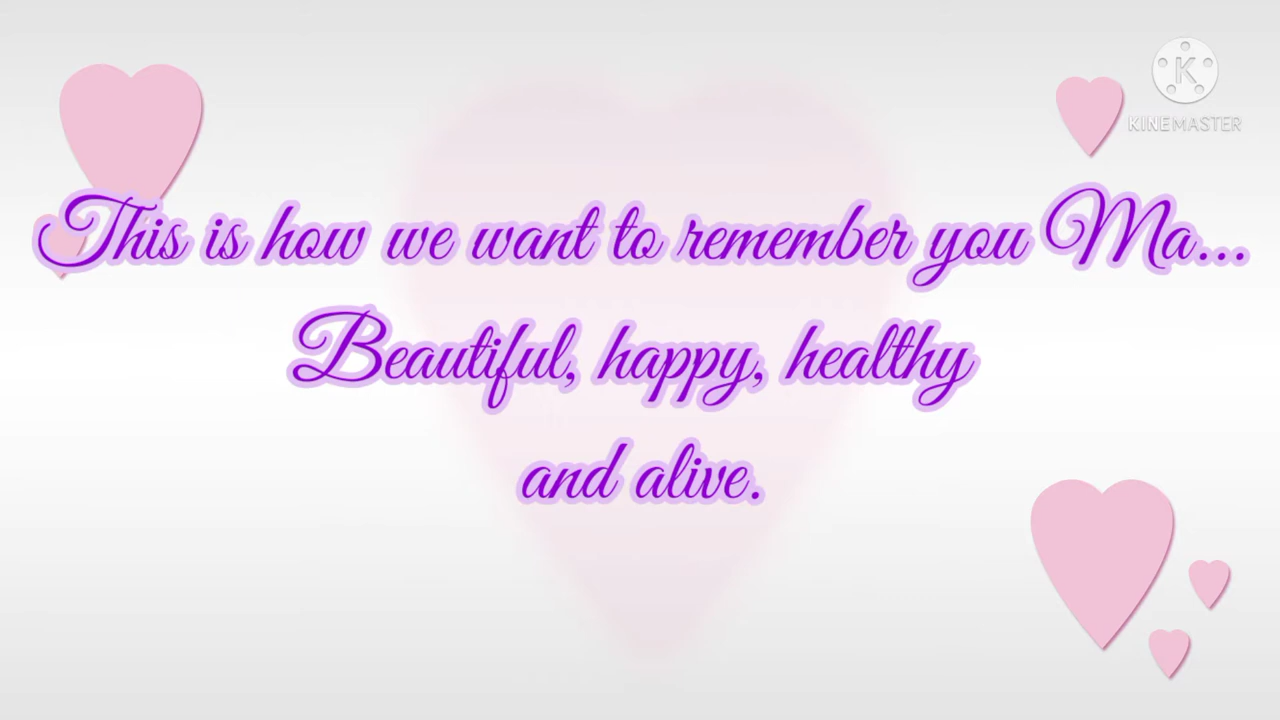 K
KINEMASTER
This is how we want to remember you Ma...
Beautiful, happy, healthy
and alive.